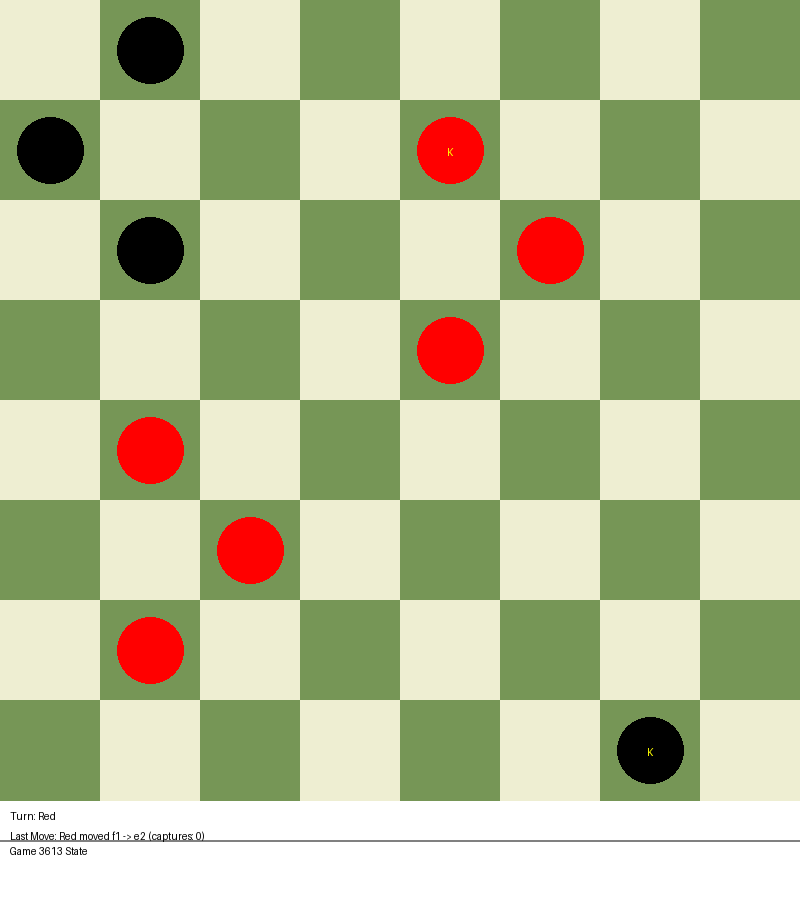 K
K
Turn: Red
Last Move: Red moved f1 -> e2 (captures: 0)
Game 3613 State